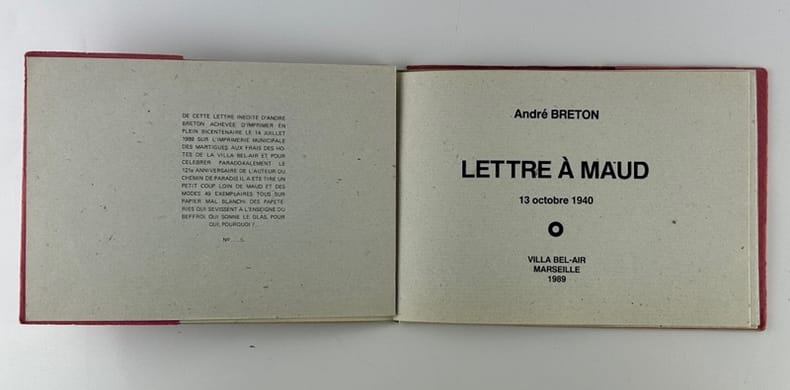 DE CETTE LETTRE INEDITE D'ANDRE
BRETON ACHEVEE D'IMPRIMER EN
PLEIN BICENTENAIRE LE 14 JUILLET
1989 SUR L'IMPRIMERIE MUNICIPALE
DES MARTIGUES AUX FRAIS DES HO-
TES DE LA VILLA BEL-AIR ET POUR
CELEBRER PARADOXALEMENT LE
121e ANNIVERSAIRE DE L'AUTEUR DU
CHEMIN DE PARADIS IL A ETE TIRE UN
PETIT COUP LOIN DE MAUD ET DES
MODES 49 EXEMPLAIRES TOUS SUR
PAPIER MAL BLANCHI DES PAPETE-
RIES QUI SEVISSENT A L'ENSEIGNE DU
BEFFROI. QUI SONNE LE GLAS, POUR
QUI, POURQUOI ?
Nº
André BRETON
LETTRE À MAUD
13 octobre 1940
VILLA BEL-AIR
MARSEILLE
1989